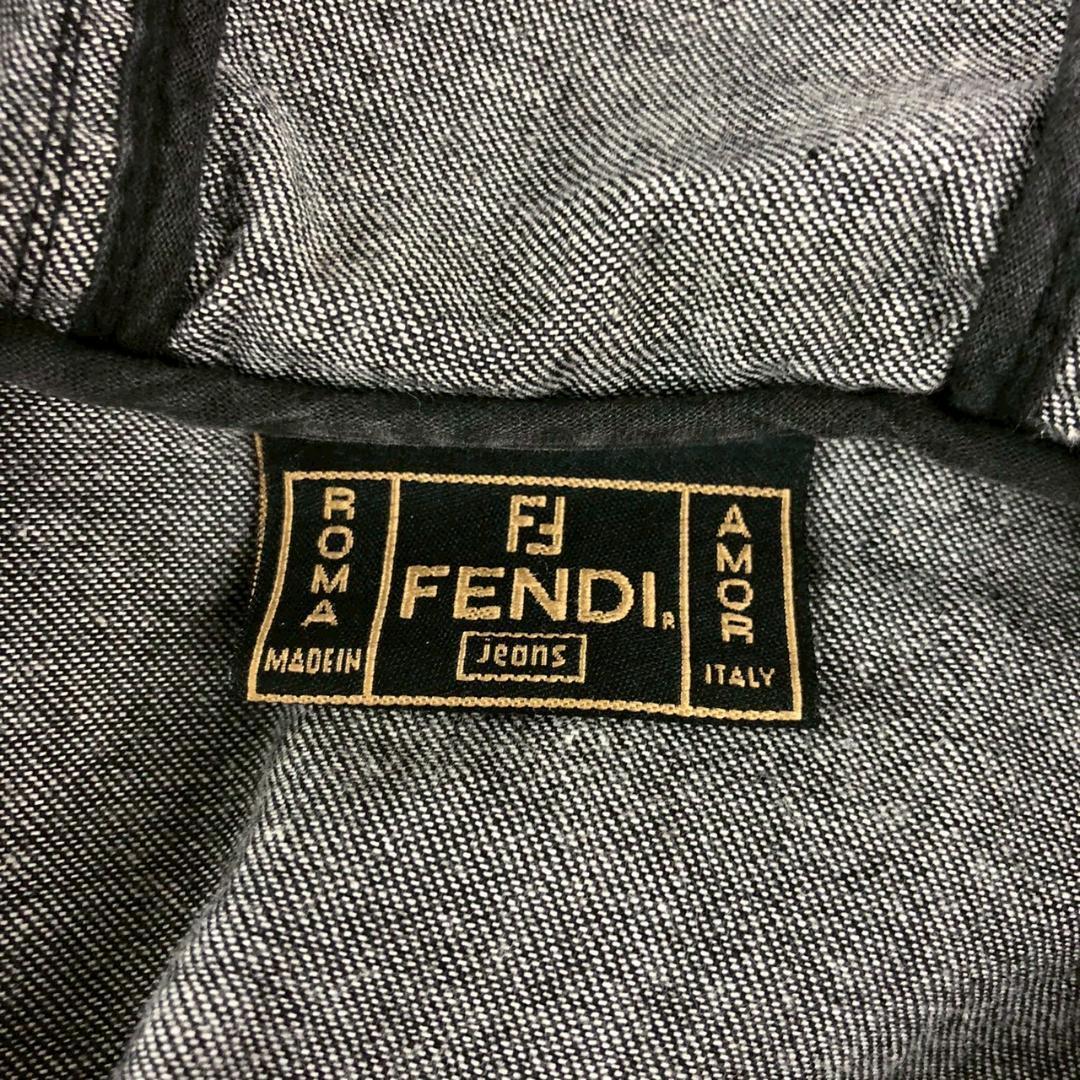 ROMA
MADE IN
FF
FENDI®
Jeans
AMOR
ITALY